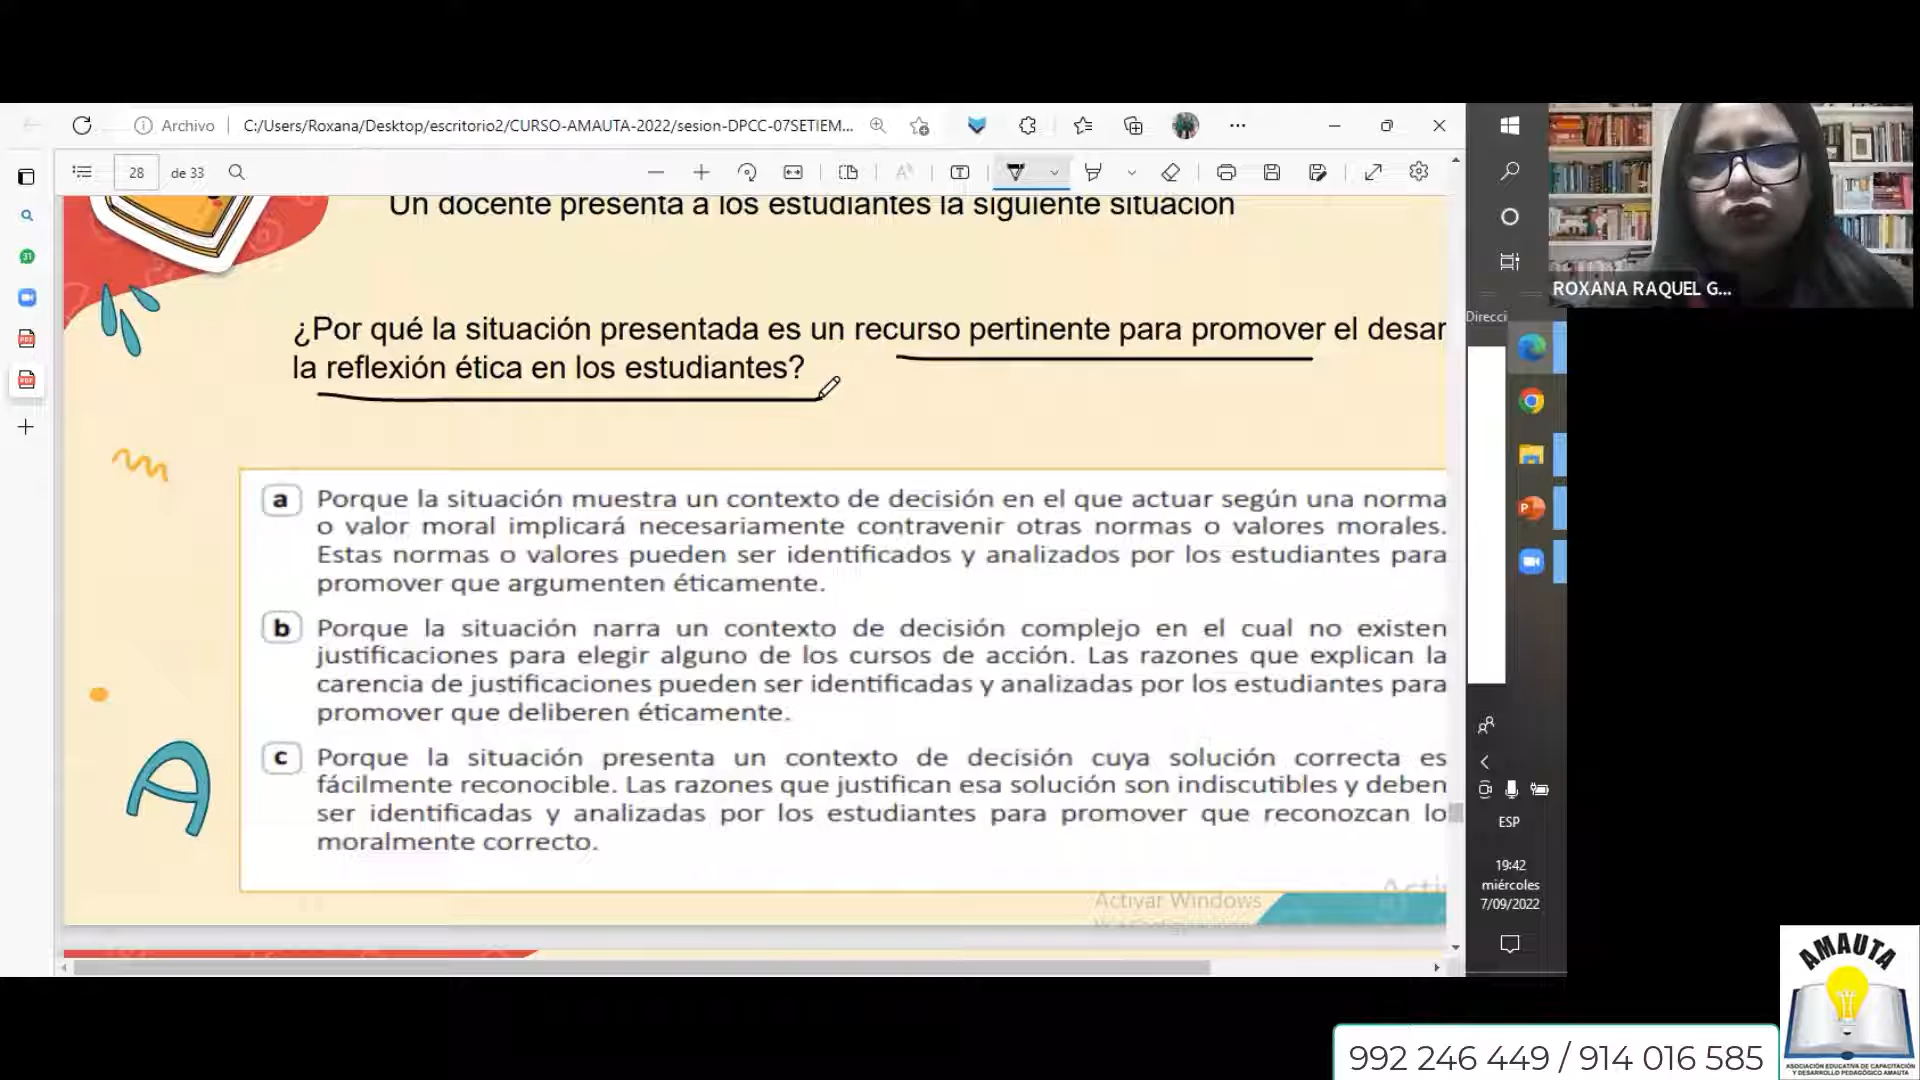 Archivo
C:/Users/Roxana/Desktop/escritorio2/CURSO-AMAUTA-2022/sesion-DPCC-07SETIEM...
28 de 33
Un docente presenta a los estudiantes la siguiente situación
¿Por qué la situación presentada es un recurso pertinente para promover el desar
la reflexión ética en los estudiantes?
a Porque la situación muestra un contexto de decisión en el que actuar según una norma
o valor moral implicará necesariamente contravenir otras normas o valores morales.
Estas normas o valores pueden ser identificados y analizados por los estudiantes para
promover que argumenten éticamente.
b Porque la situación narra un contexto de decisión complejo en el cual no existen
justificaciones para elegir alguno de los cursos de acción. Las razones que explican la
carencia de justificaciones pueden ser identificadas y analizadas por los estudiantes para
promover que deliberen éticamente.
c Porque la situación presenta un contexto de decisión cuya solución correcta es
fácilmente reconocible. Las razones que justifican esa solución son indiscutibles y deben
ser identificadas y analizadas por los estudiantes para promover que reconozcan lo
moralmente correcto.
A
Activar Windows
ROXANA RAQUEL G...
Direcci
ESP
19:42
miércoles
7/09/2022
AMAUTA
ASOCIACIÓN EDUCATIVA DE CAPACITACIÓN
Y DESARROLLO PEDAGÓGICO AMAUTA
992 246 449 / 914 016 585